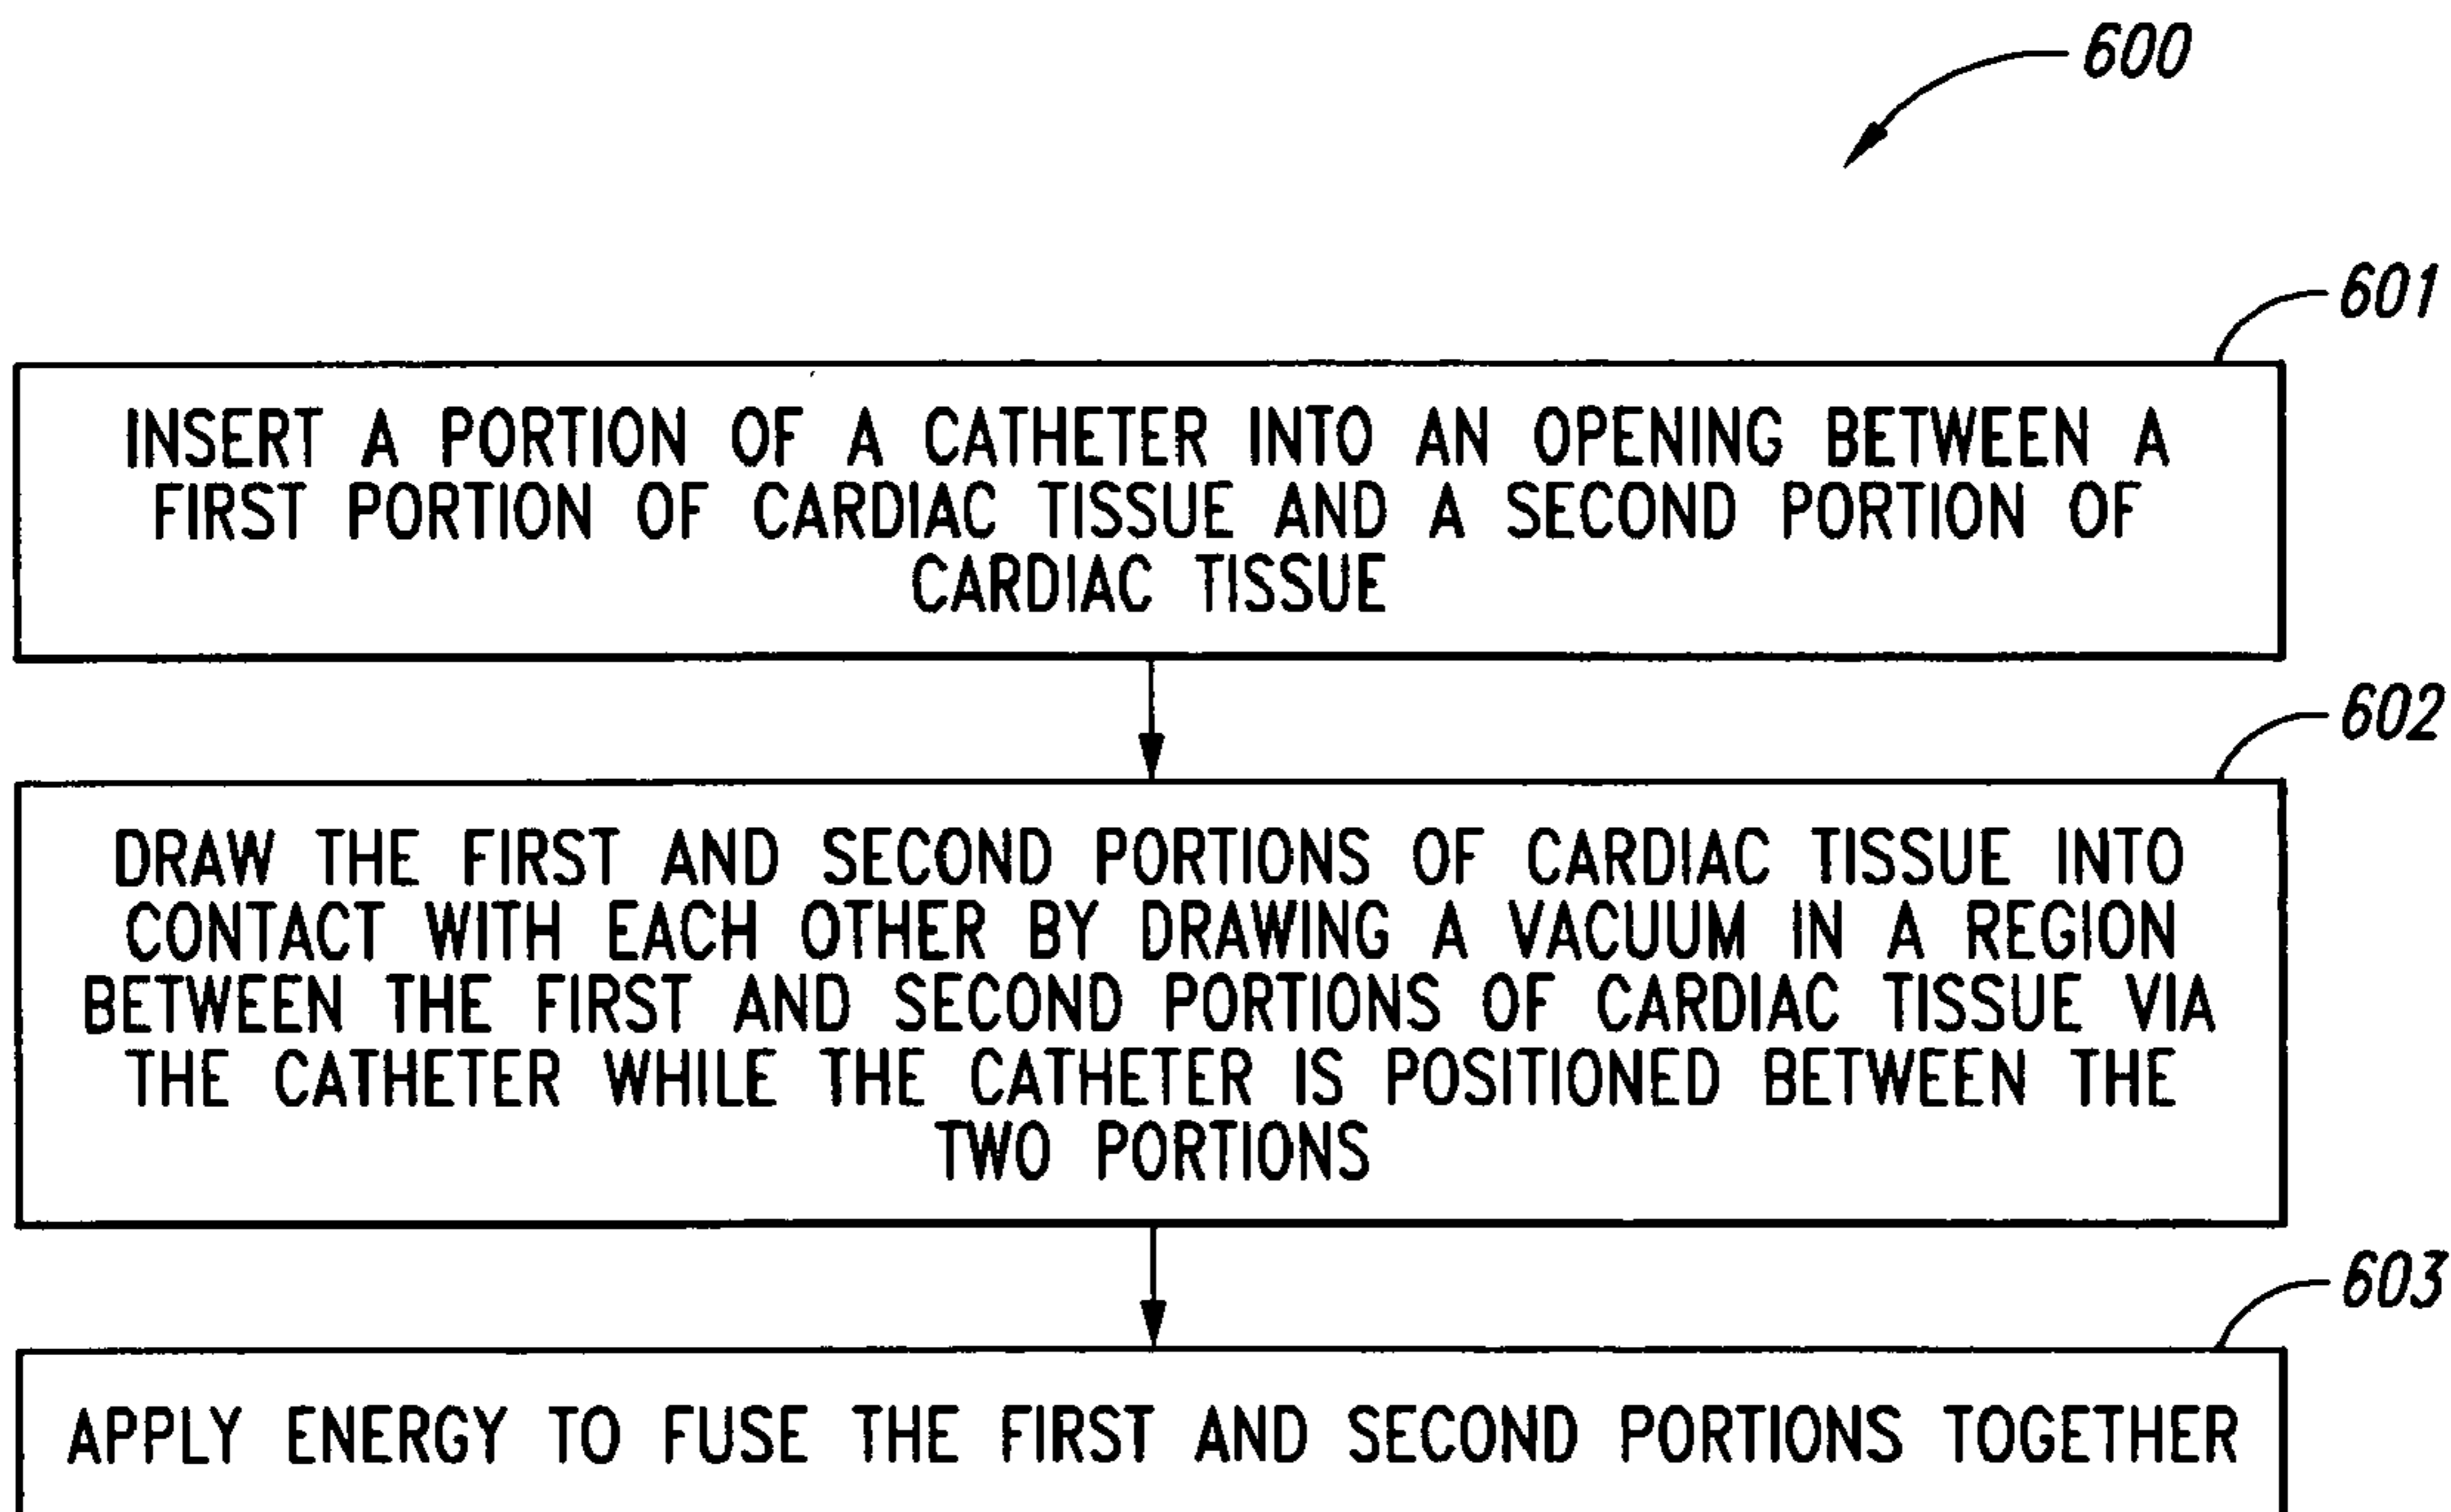 600
601
INSERT A PORTION OF A CATHETER INTO AN OPENING BETWEEN A
FIRST PORTION OF CARDIAC TISSUE AND A SECOND PORTION OF
CARDIAC TISSUE
602
DRAW THE FIRST AND SECOND PORTIONS OF CARDIAC TISSUE INTO
CONTACT WITH EACH OTHER BY DRAWING A VACUUM IN A REGION
BETWEEN THE FIRST AND SECOND PORTIONS OF CARDIAC TISSUE VIA
THE CATHETER WHILE THE CATHETER IS POSITIONED BETWEEN THE
TWO PORTIONS
603
APPLY ENERGY TO FUSE THE FIRST AND SECOND PORTIONS TOGETHER